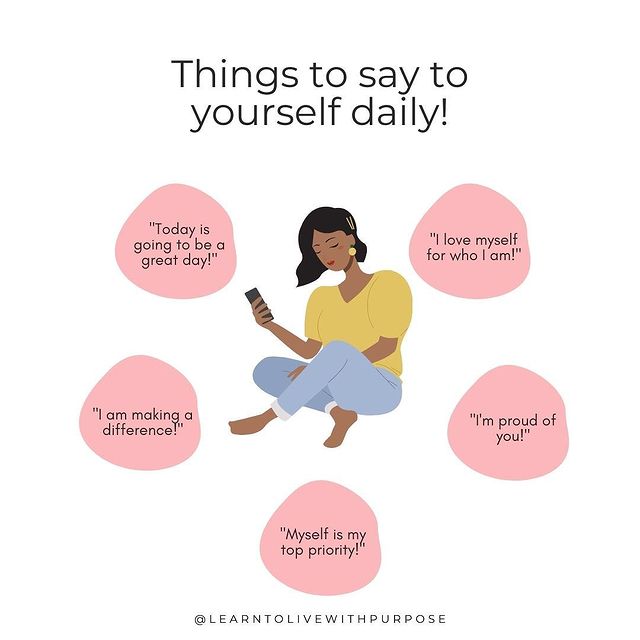 Things to say to
yourself daily!
"Today is
going to be a
great day!"
"I love myself
for who I am!"
"I am making a
difference!"
"I'm proud of
you!"
"Myself is my
top priority!"
@LEARNTOLIVEWITHPURPOSE